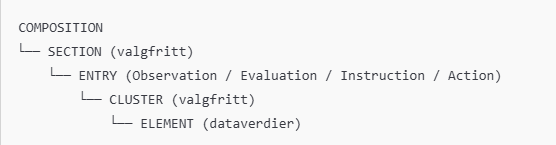 COMPOSITION
└── SECTION (valgfritt)
└── ENTRY (Observation / Evaluation / Instruction / Action)
└── CLUSTER (valgfritt)
└── ELEMENT (dataverdier)